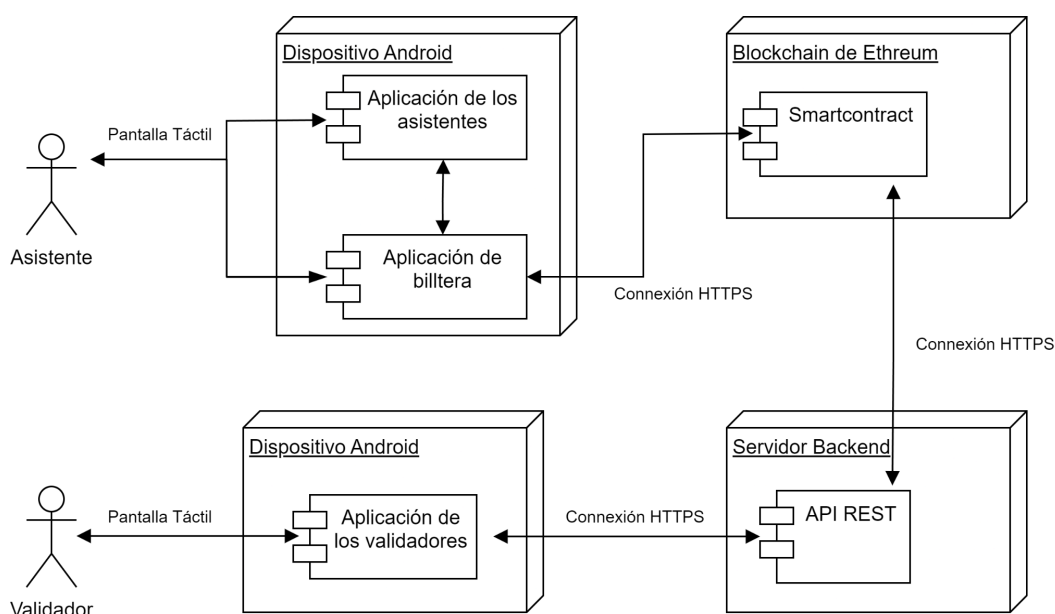 Dispositivo Android
Blockchain de Ethreum
Aplicación de los
asistentes
Smartcontract
Pantalla Táctil
Asistente
Aplicación de
billtera
Connexión HTTPS
Connexión HTTPS
Dispositivo Android
Servidor Backend
Pantalla Táctil
Aplicación de
los validadores
Connexión HTTPS
API REST
Validador